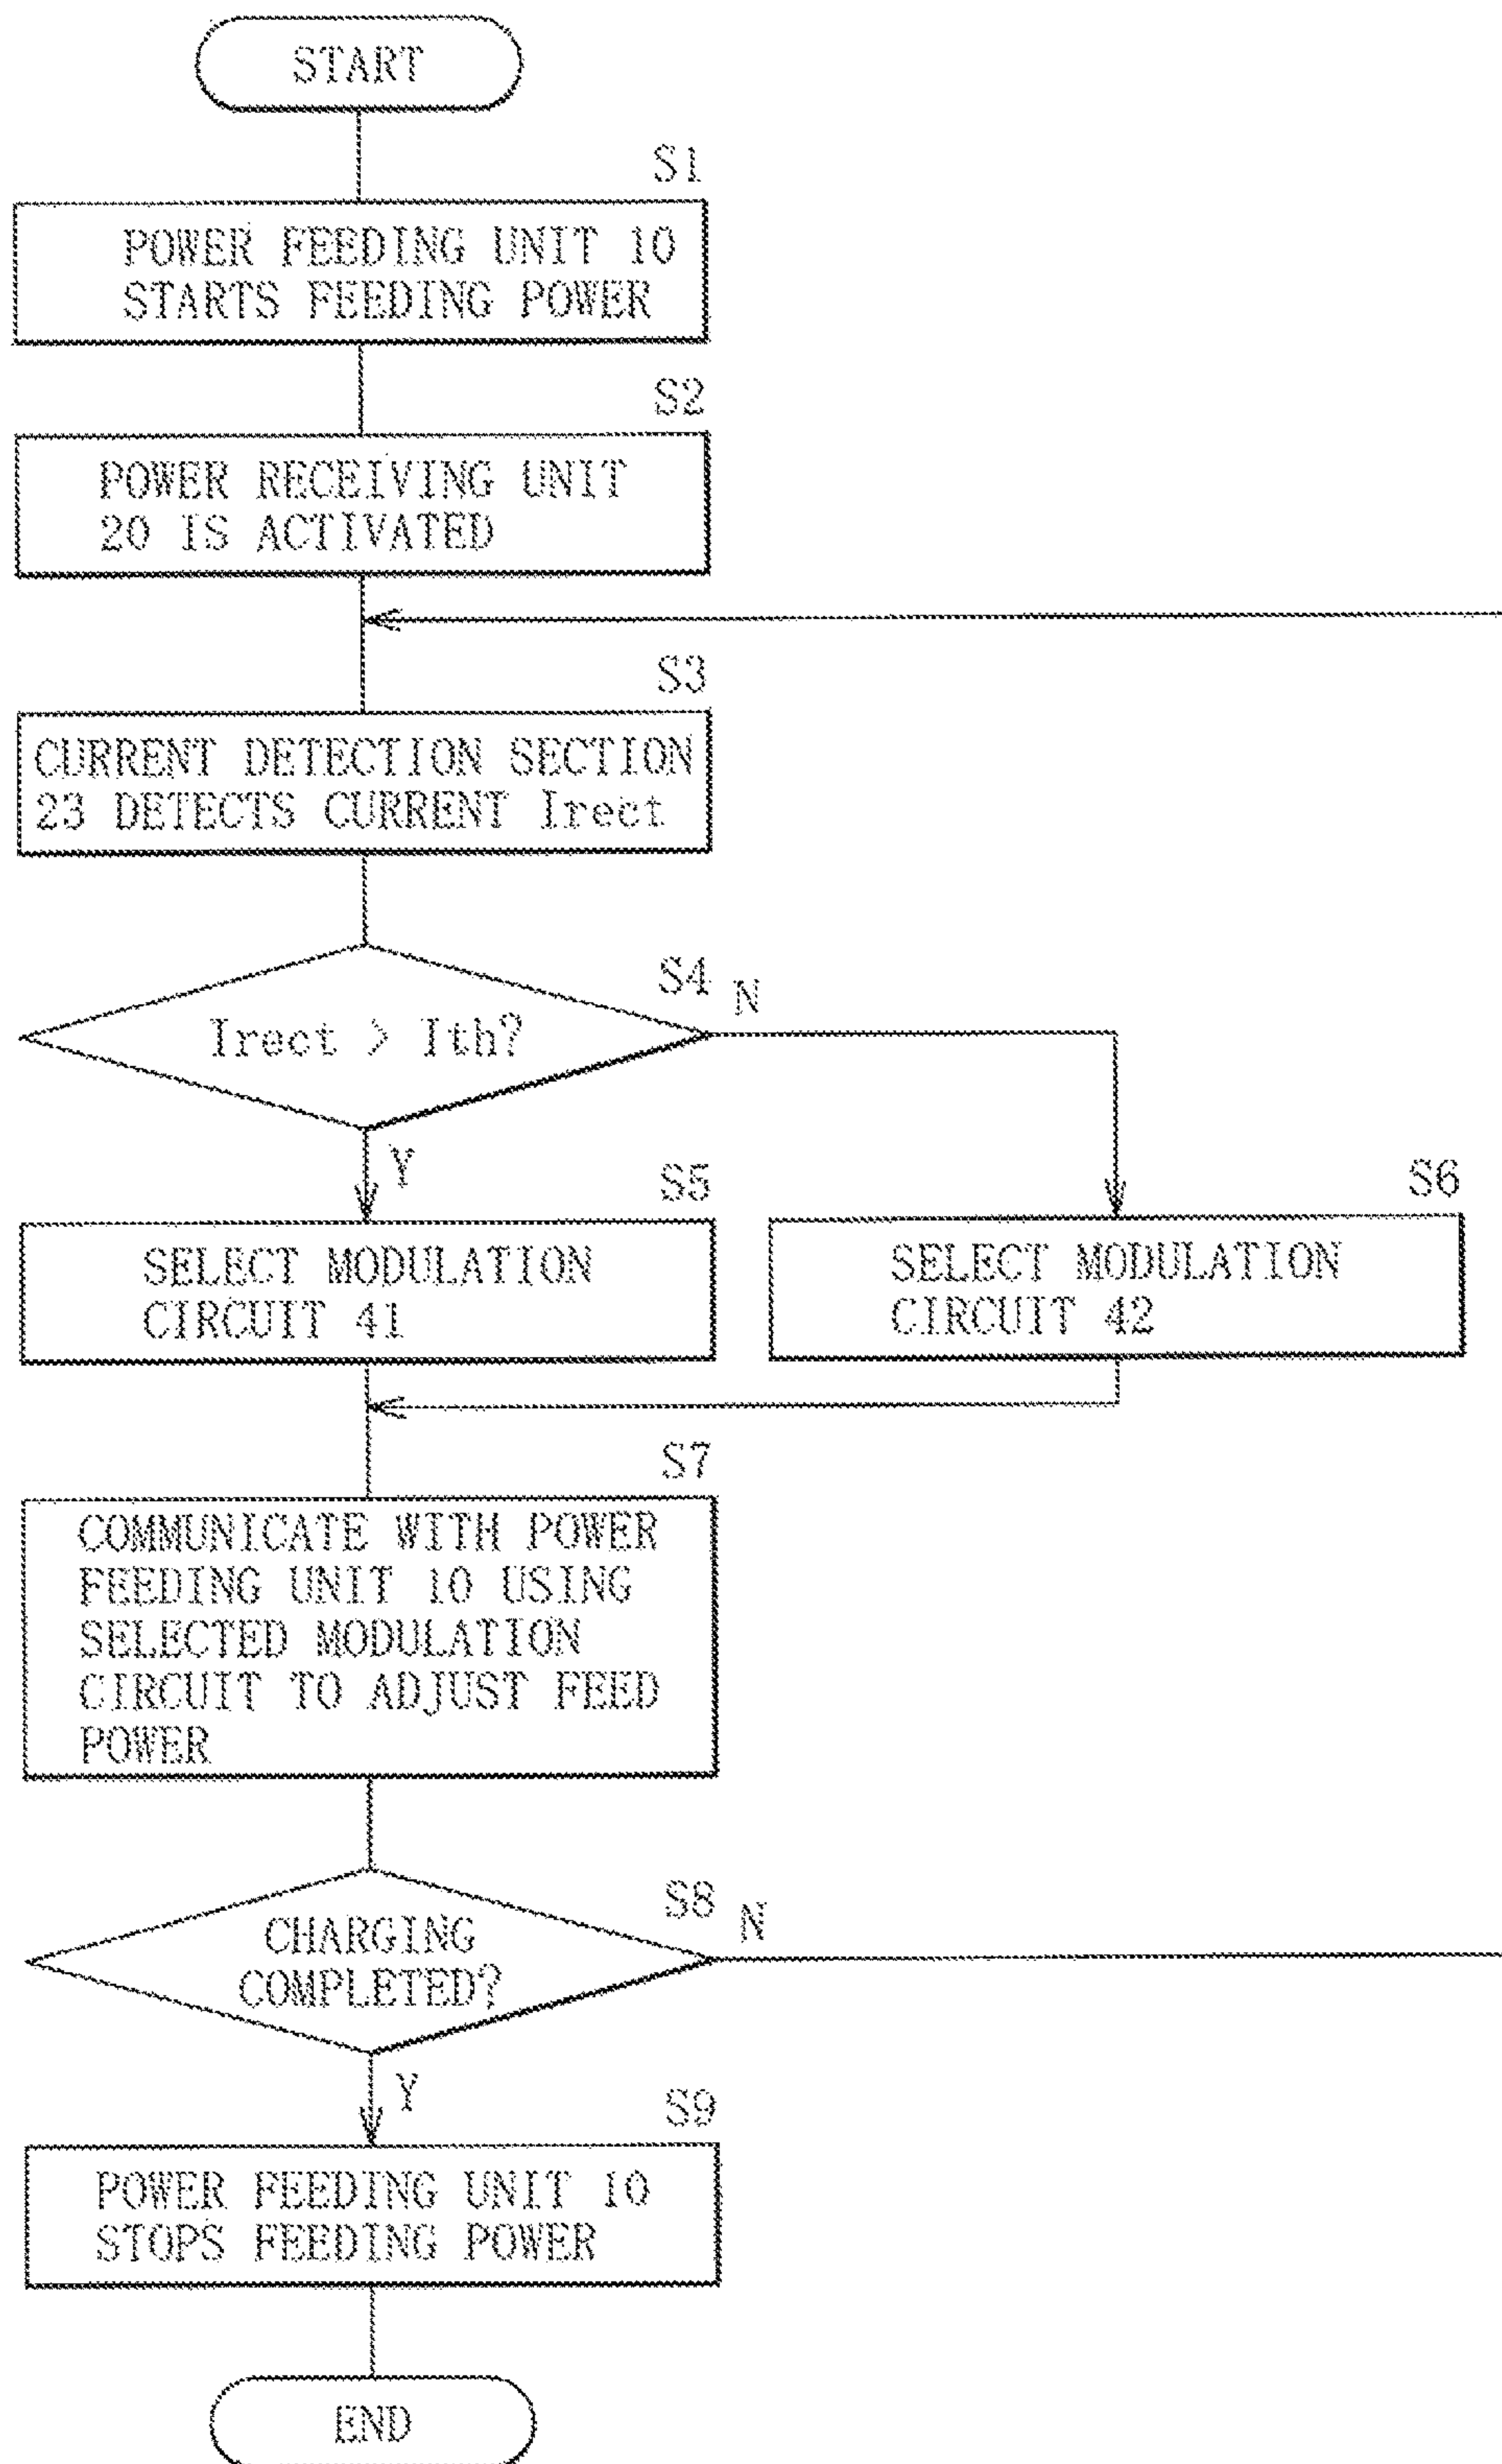 START
S1
POWER FEEDING UNIT 10
STARTS FEEDING POWER
S2
POWER RECEIVING UNIT
20 IS ACTIVATED
S3
CURRENT DETECTION SECTION
23 DETECTS CURRENT Irect
S4
N
Irect > Ith?
Y
S5
SELECT MODULATION
CIRCUIT 41
S6
SELECT MODULATION
CIRCUIT 42
S7
COMMUNICATE WITH POWER
FEEDING UNIT 10 USING
SELECTED MODULATION
CIRCUIT TO ADJUST FEED
POWER
S8
N
CHARGING
COMPLETED?
Y
S9
POWER FEEDING UNIT 10
STOPS FEEDING POWER
END